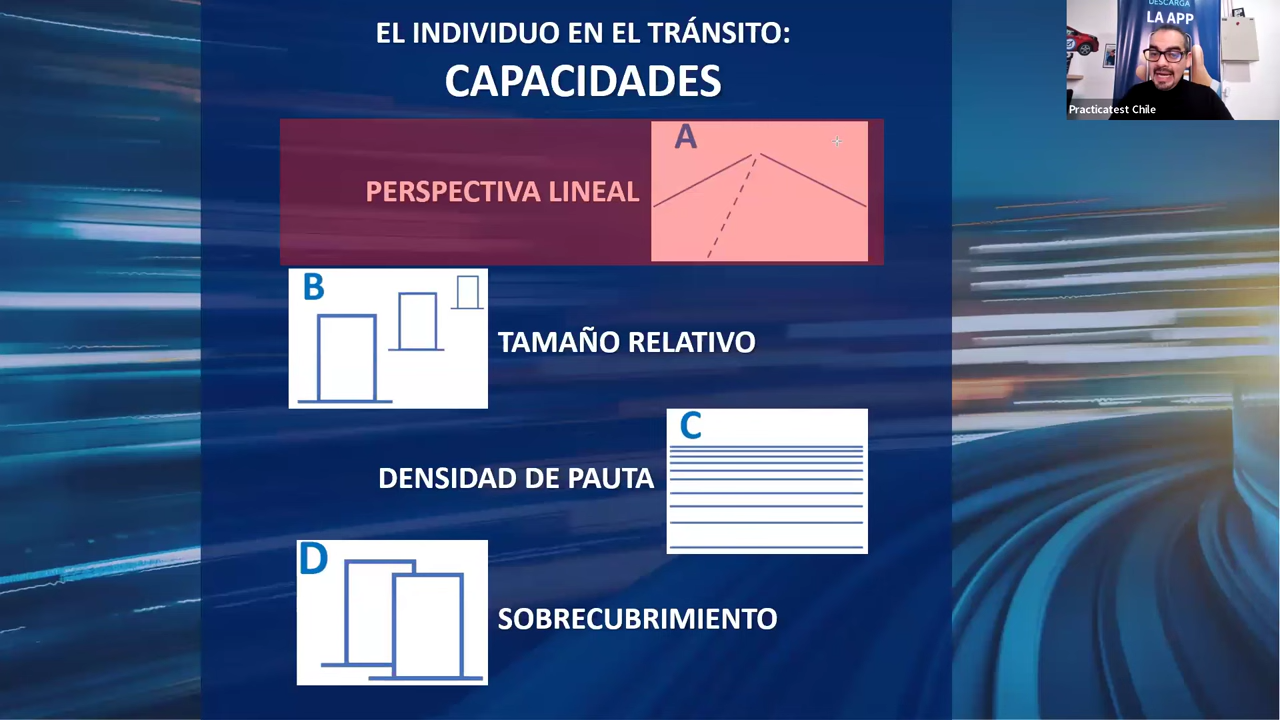 EL INDIVIDUO EN EL TRÁNSITO:
CAPACIDADES
DESCARGA
LA APP
Practicatest Chile
A
PERSPECTIVA LINEAL
B
TAMAÑO RELATIVO
C
DENSIDAD DE PAUTA
D
SOBRECUBRIMIENTO